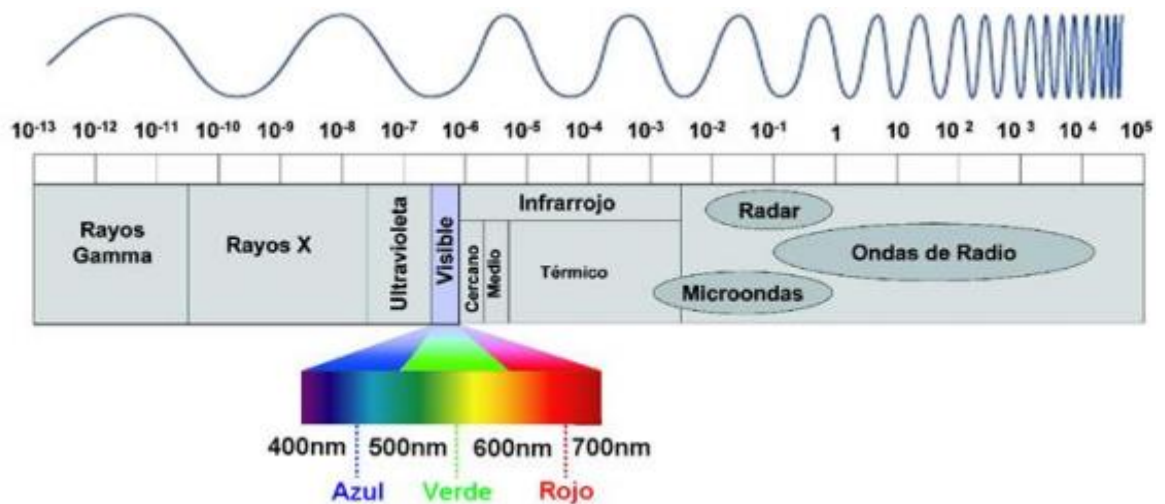 10-13 10-12 10-11 10-10 10-9 10-8 10-7 10-6 10-5 10-4 10-3 10-2 10-1 1 10 10 2 10 3 10 4 10 5
Rayos
Gamma
Rayos X
Ultravioleta
Visible
Infrarrojo
Cercano
Medio
Térmico
Radar
Ondas de Radio
Microondas
400nm 500nm 600nm 700nm
Azul Verde Rojo